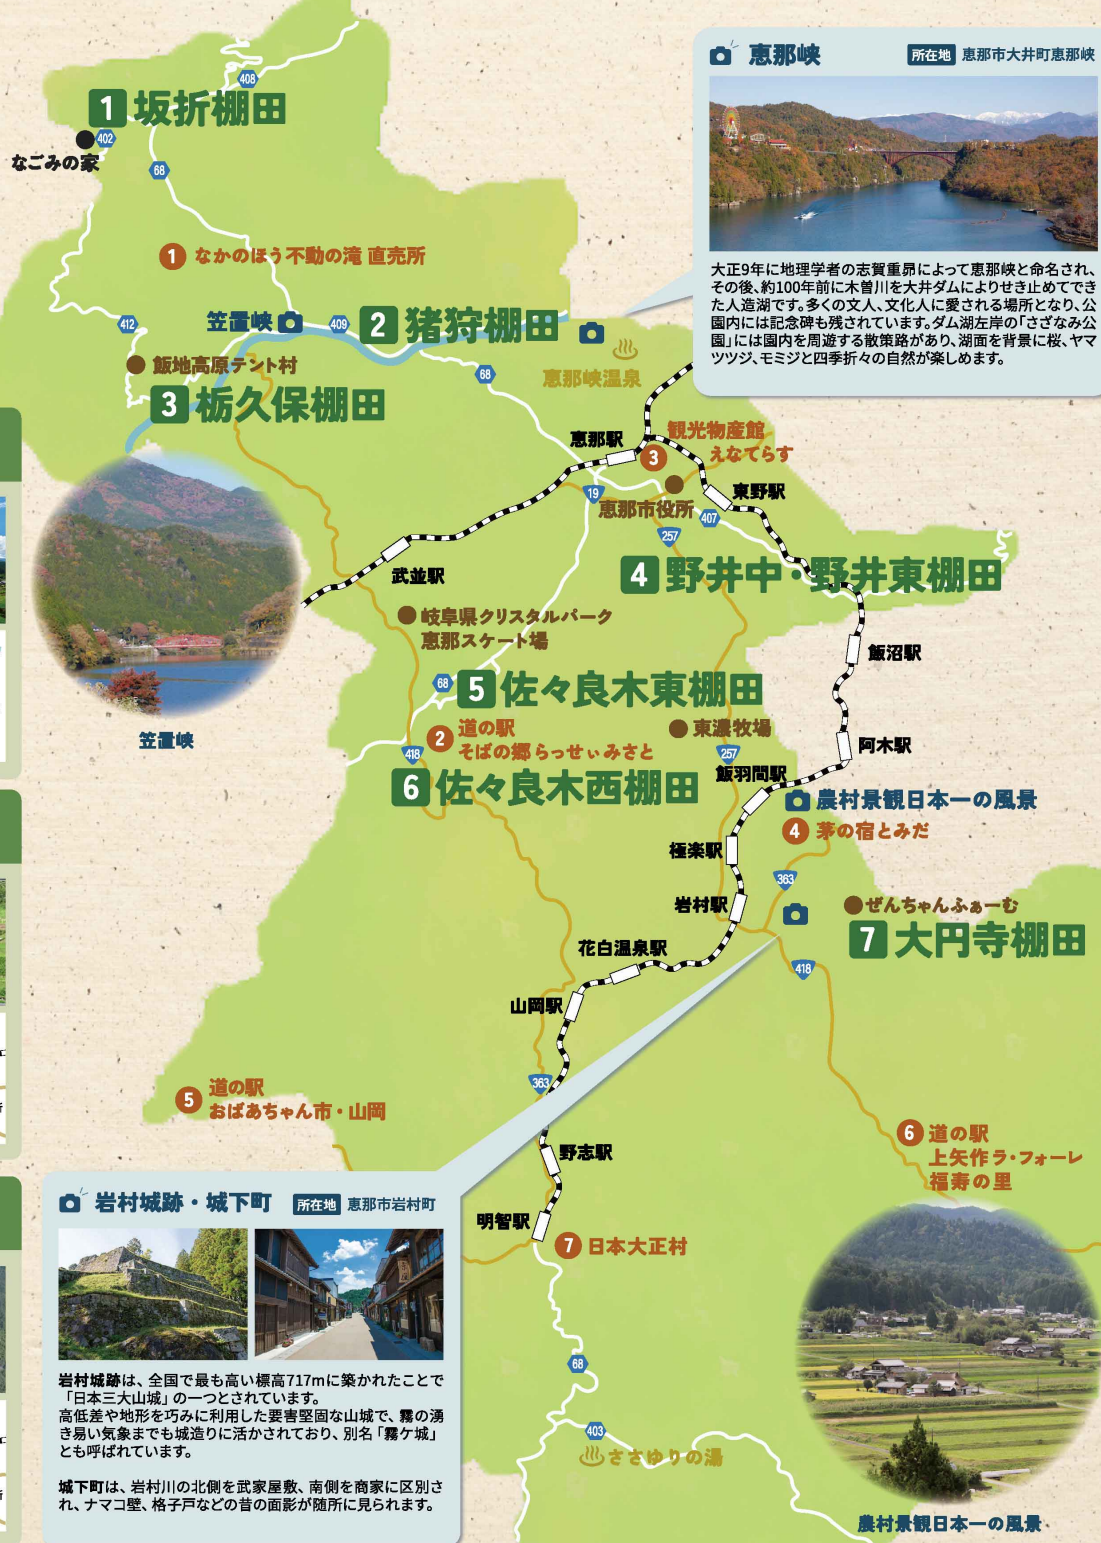 408
1 坂折棚田
402
なごみの家
68
1 なかのほう不動の滝 直売所
412
笠置峡
409
2 猪狩棚田
飯地高原テント村
68
恵那峡温泉
3 栃久保棚田
恵那峡
所在地 恵那市大井町恵那峡
大正9年に地理学者の志賀重昂によって恵那峡と命名され、
その後、約100年前に木曽川を大井ダムによりせき止めてでき
た人造湖です。多くの文人、文化人に愛される場所となり、公
園内には記念碑も残されています。ダム湖左岸の「さざなみ公
園」には園内を周遊する散策路があり、湖面を背景に桜、ヤマ
ツツジ、モミジと四季折々の自然が楽しめます。
恵那駅
3 観光物産館
えなてらす
東野駅
19
恵那市役所
407
257
武並駅
4 野井中・野井東棚田
岐阜県クリスタルパーク
恵那スケート場
飯沼駅
68
5 佐々良木東棚田
笠置峡
2 道の駅
そばの郷 らっせぃみさと
東濃牧場
阿木駅
418
257
飯羽間駅
6 佐々良木西棚田
農村景観日本一の風景
4 茅の宿とみだ
極楽駅
363
岩村駅
ぜんちゃんふぁーむ
7 大円寺棚田
花白温泉駅
418
山岡駅
363
5 道の駅
おばあちゃん市・山岡
6 道の駅
上矢作ラ・フォーレ
福寿の里
野志駅
明智駅
7 日本大正村
岩村城跡・城下町
所在地 恵那市岩村町
岩村城跡は、全国で最も高い標高717mに築かれたことで
「日本三大山城」の一つとされています。
高低差や地形を巧みに利用した要害堅固な山城で、霧の湧
き易い気象までも城造りに活かされており、別名「霧ケ城」
とも呼ばれています。
城下町は、岩村川の北側を武家屋敷、南側を商家に区別さ
れ、ナマコ壁、格子戸などの昔の面影が随所に見られます。
68
403
ささゆりの湯
農村景観日本一の風景